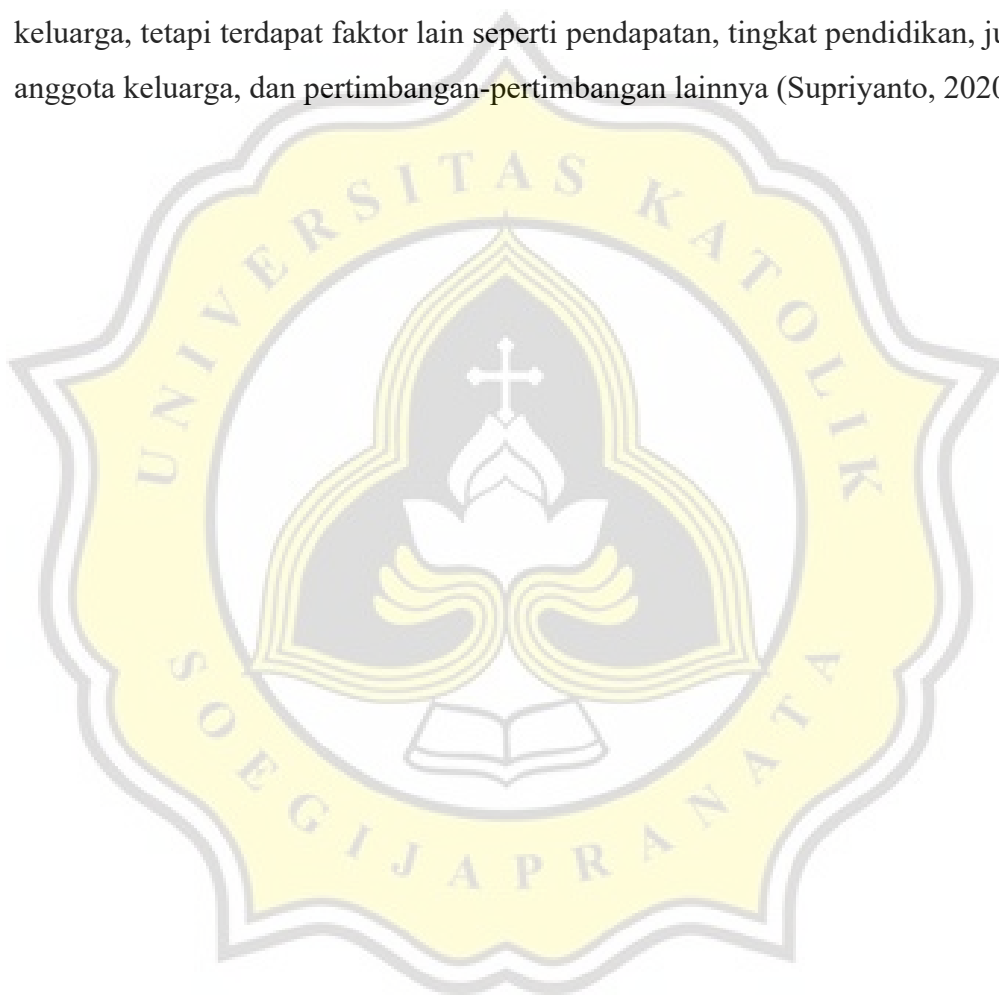 keluarga, tetapi terdapat faktor lain seperti pendapatan, tingkat pendidikan, ju
anggota keluarga, dan pertimbangan-pertimbangan lainnya (Supriyanto, 2020
UNIVERSITAS KATOLIK
SOEGIJAPRANATA